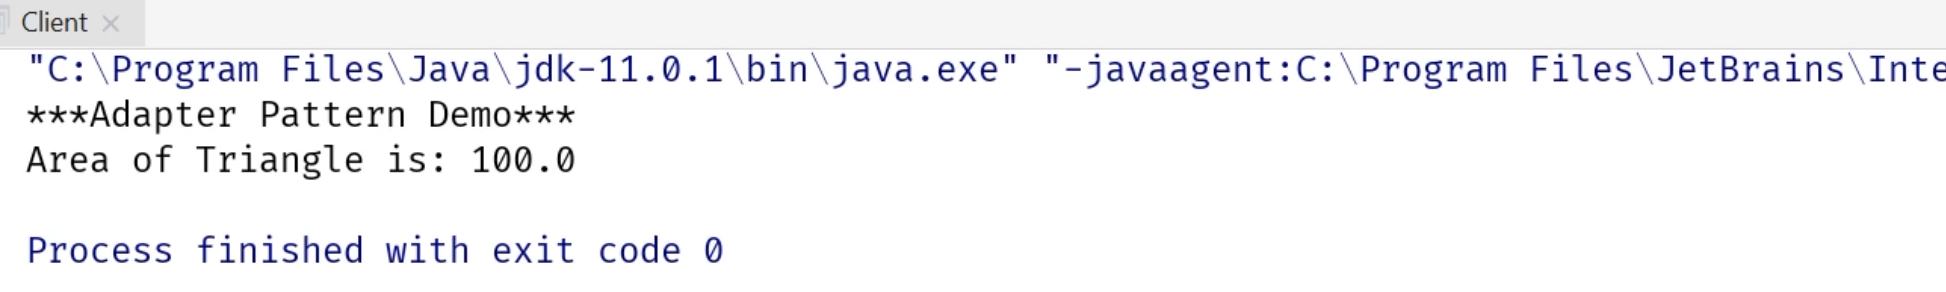 Client
"C:\Program Files\Java\jdk-11.0.1\bin\java.exe" "-javaagent:C:\Program Files\JetBrains\Inte
***Adapter Pattern Demo***
Area of Triangle is: 100.0
Process finished with exit code 0